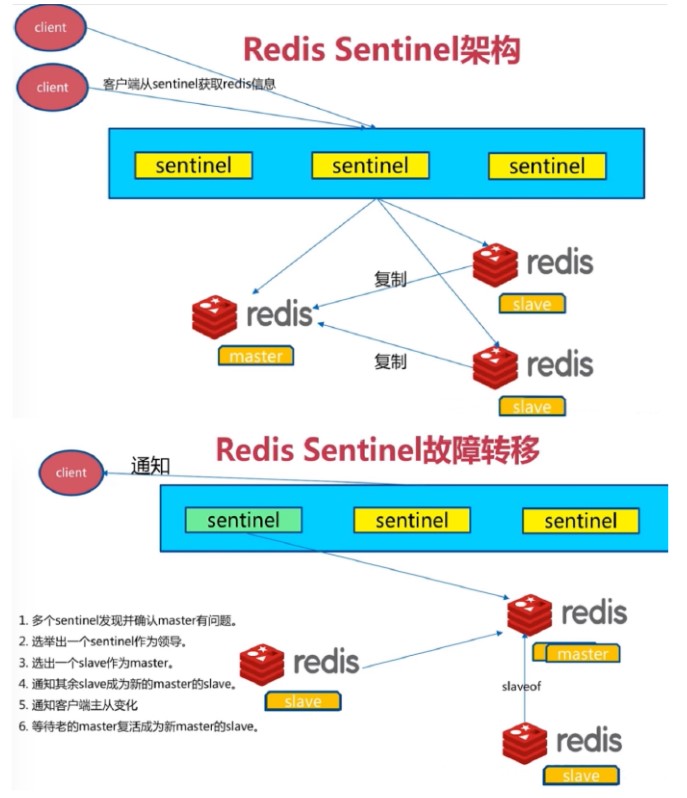 client
Redis Sentinel架构
client
客户端从sentinel获取redis信息
sentinel
sentinel
sentinel
redis
复制
slave
redis
master
redis
复制
slave
Redis Sentinel故障转移
client
通知
sentinel
sentinel
sentinel
redis
master
1. 多个sentinel发现并确认master有问题。
2. 选举出一个sentinel作为领导。
3. 选出一个slave作为master。
4. 通知其余slave成为新的master的slave。
5. 通知客户端主从变化
6. 等待老的master复活成为新master的slave。
redis
slave
slaveof
redis
slave